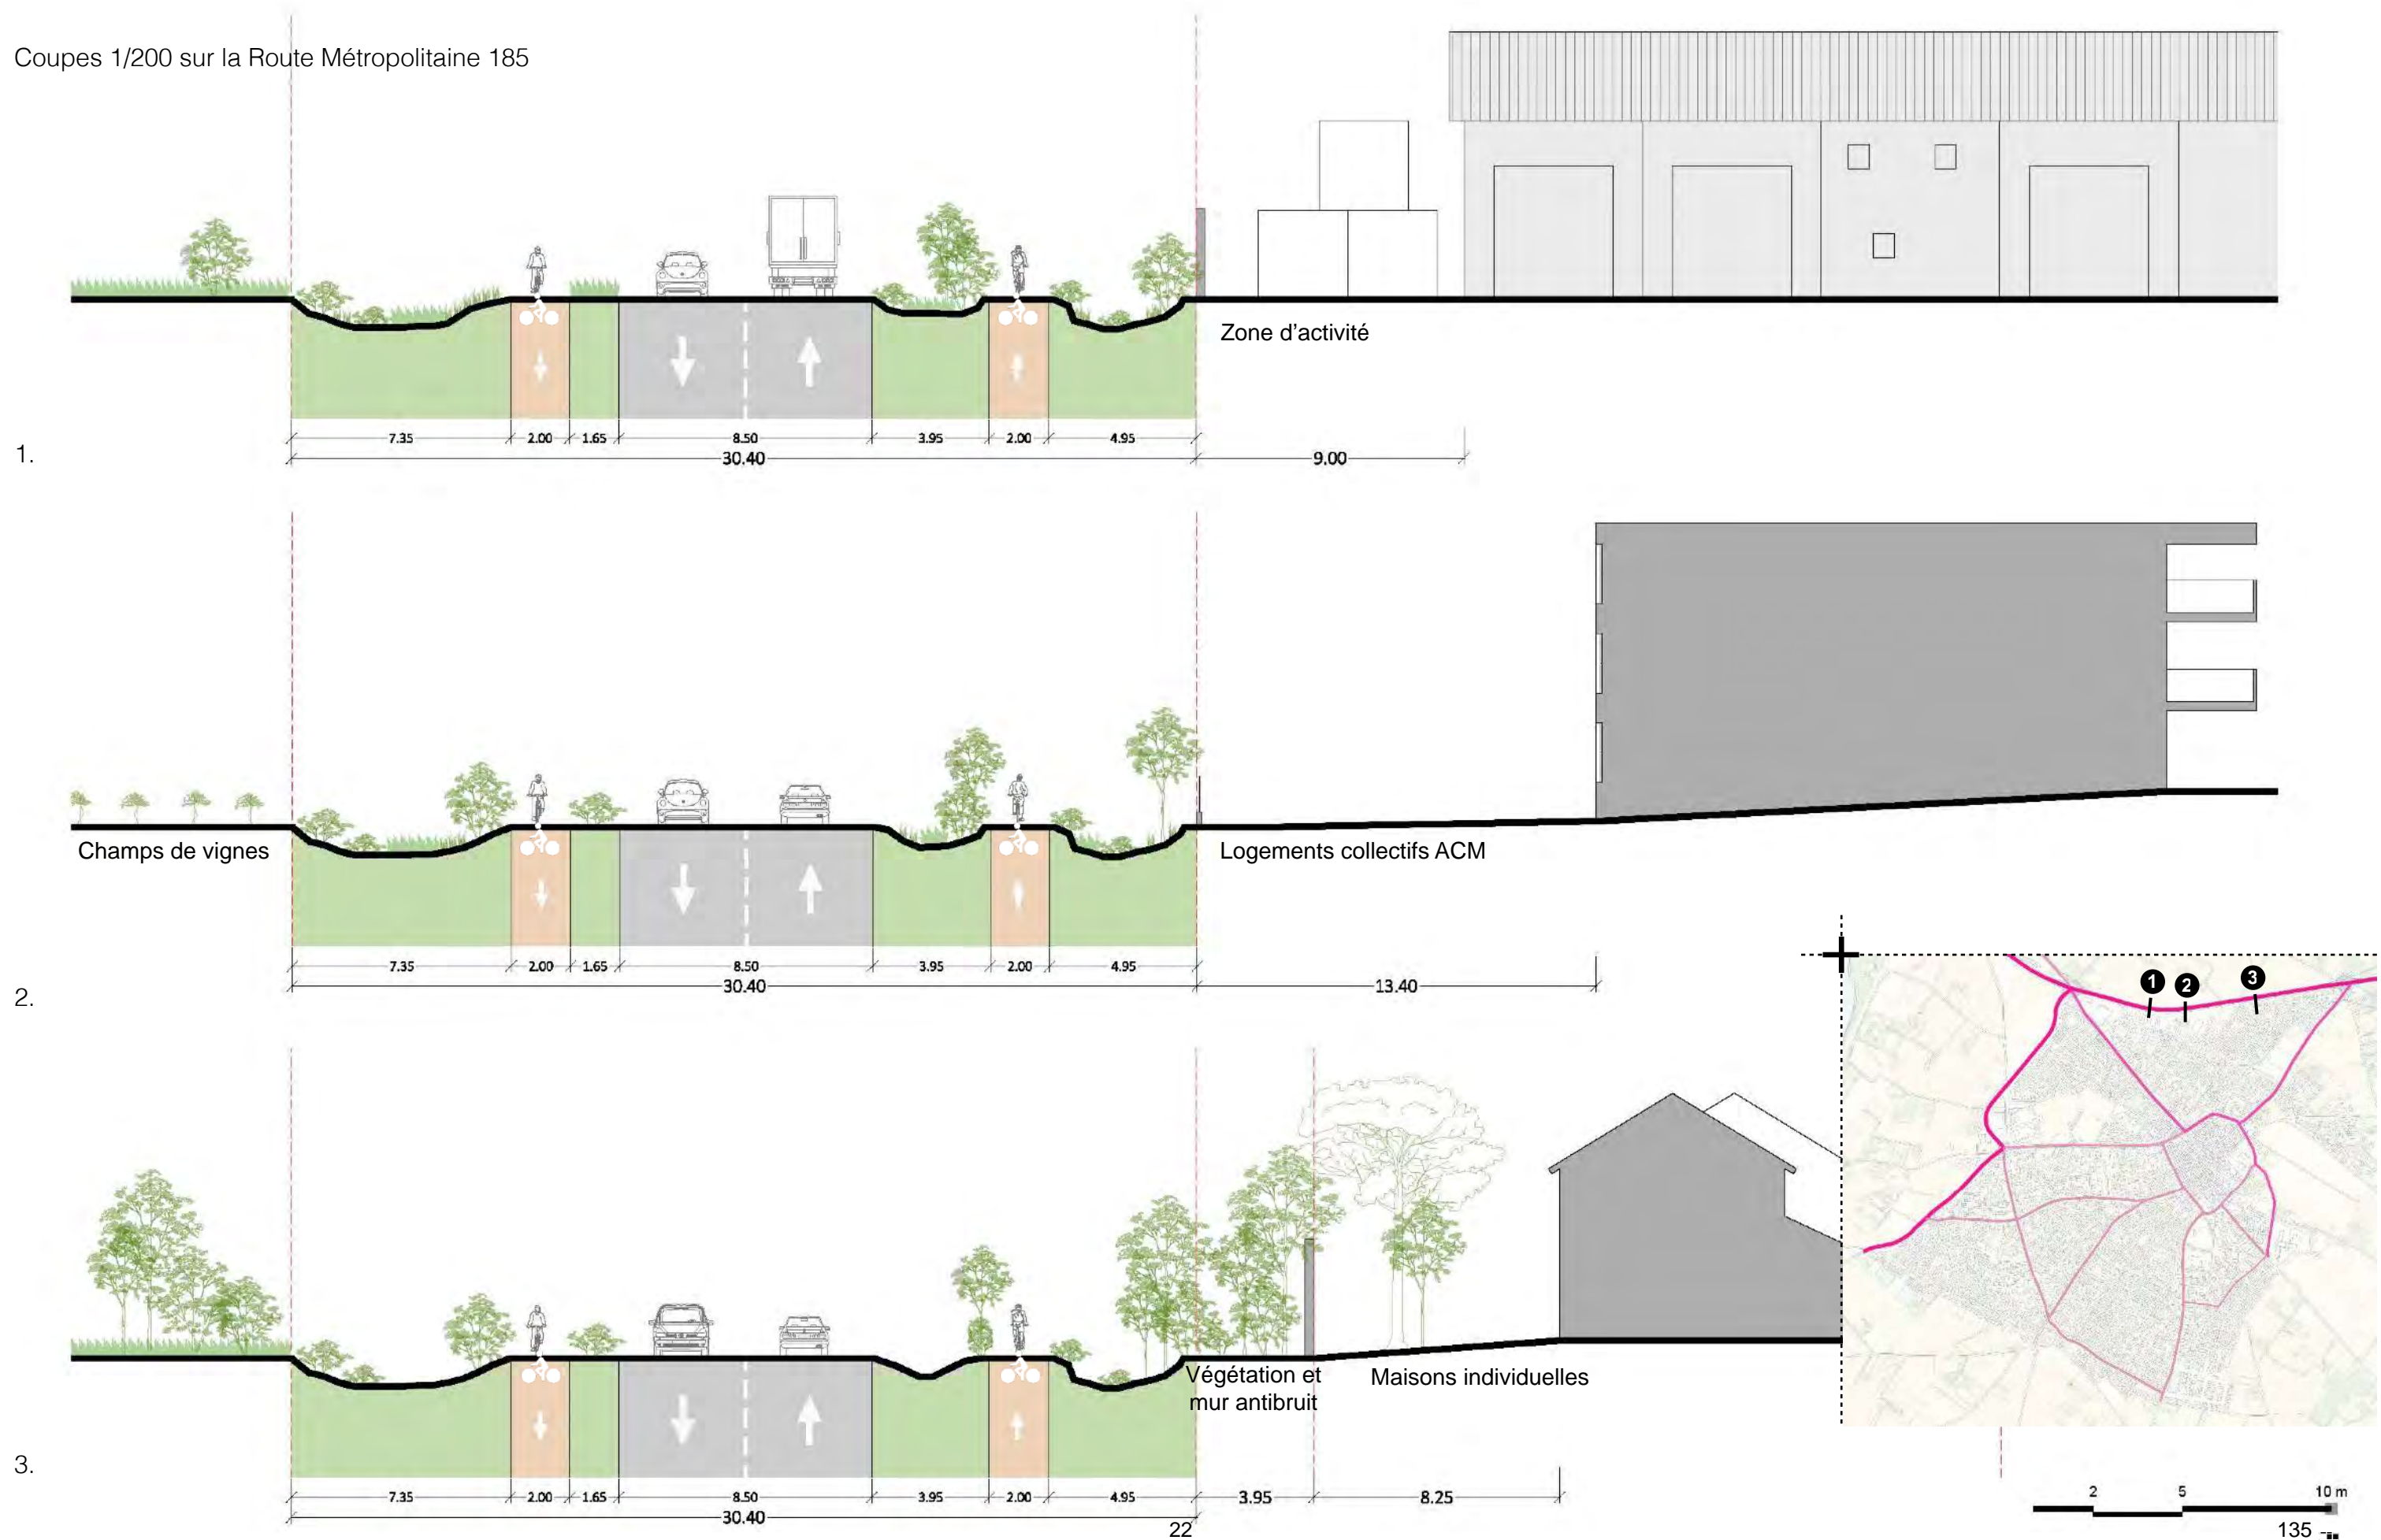 Coupes 1/200 sur la Route Métropolitaine 185
Zone d'activité
7.35 2.00 1.65 8.50 3.95 2.00 4.95
1.
30.40 9.00
Champs de vignes
Logements collectifs ACM
7.35 2.00 1.65 8.50 3.95 2.00 4.95
2.
30.40 13.40
1 2 3
Végétation et
mur antibruit
Maisons individuelles
3.
7.35 2.00 1.65 8.50 3.95 2.00 4.95 3.95 8.25
30.40
2 5 10 m
22
135